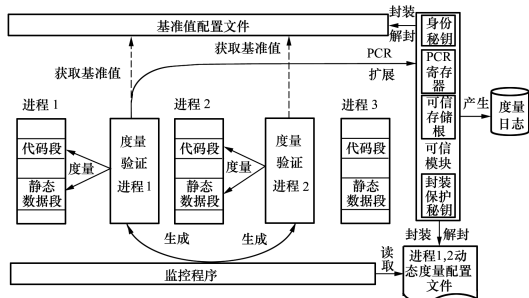 基准值配置文件
封装
解封
身份
秘钥
获取基准值
获取基准值
PCR
扩展
PCR
寄存
器
进程1
进程2
进程3
可信
存储
根
产生
度量
日志
代码段
度量
静态
数据段
度量
验证
进程1
代码段
度量
静态
数据段
度量
验证
进程2
代码段
静态
数据段
可信
模块
封装
保护
秘钥
生成
生成
封装
解封
监控程序
读
取
进程1,2动
态度量配置
文件